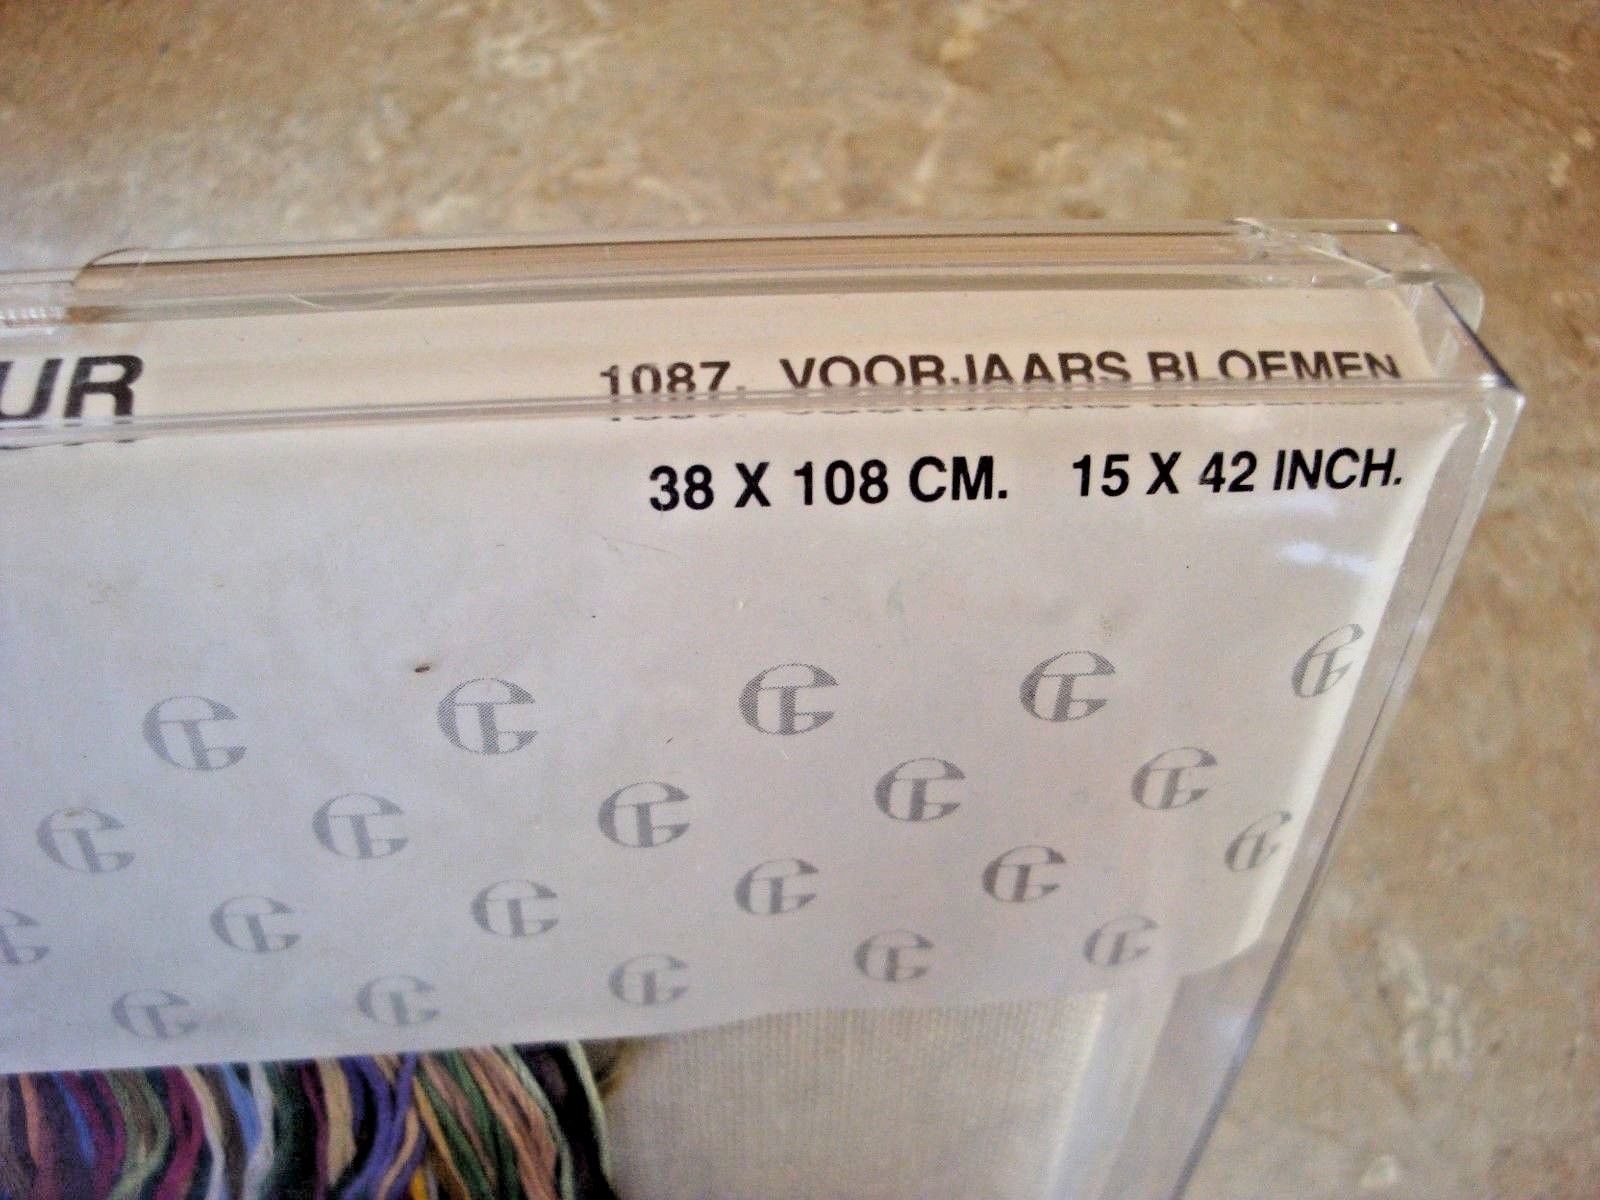 UR 1087. VOORJAARS BLOEMEN
38 X 108 CM. 15 X 42 INCH.